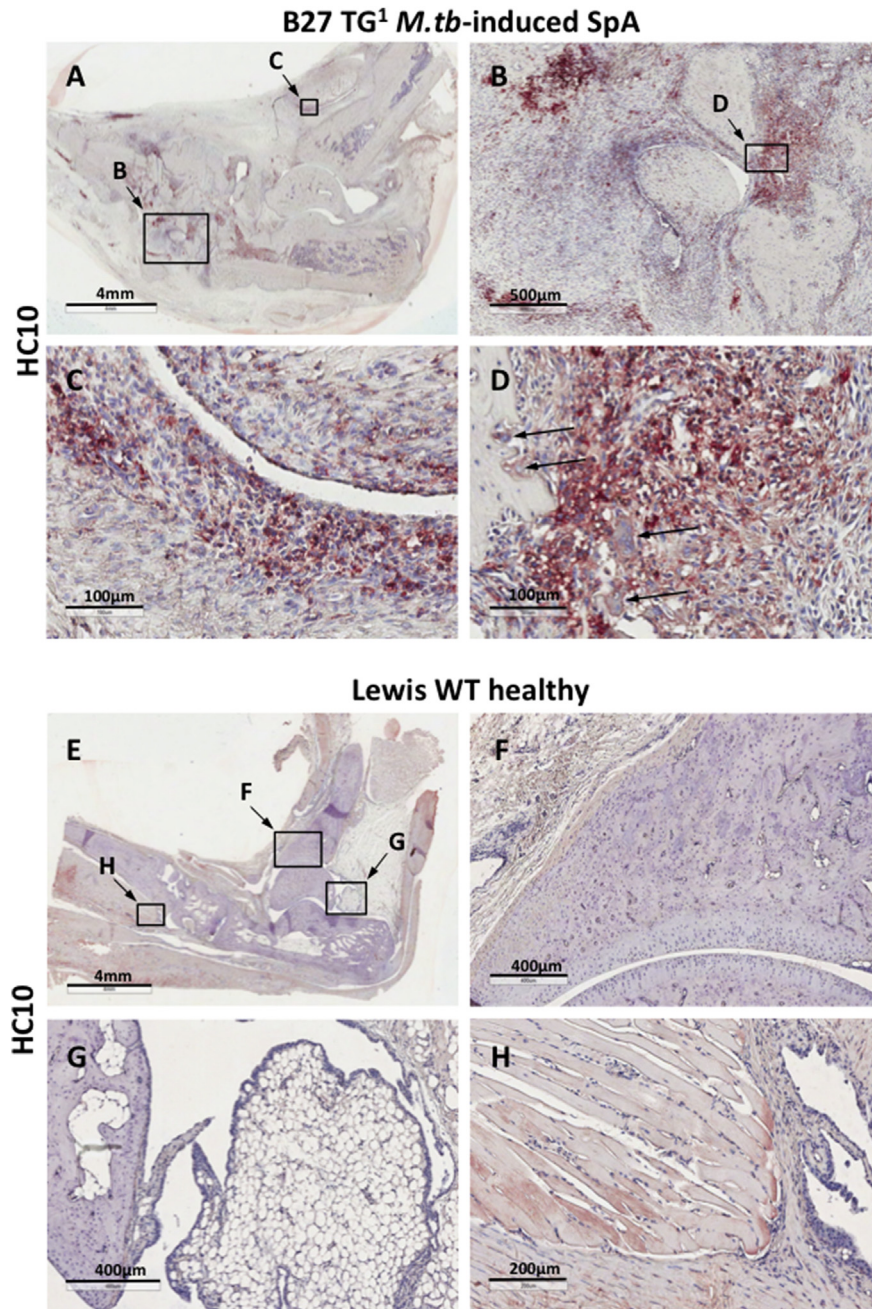 B27 TG¹ M.tb-induced SpA
HC10
A
C
B
4mm
B
D
500µm
C
100µm
D
100µm
Lewis WT healthy
HC10
E
F
G
H
4mm
F
400µm
G
400µm
H
200µm